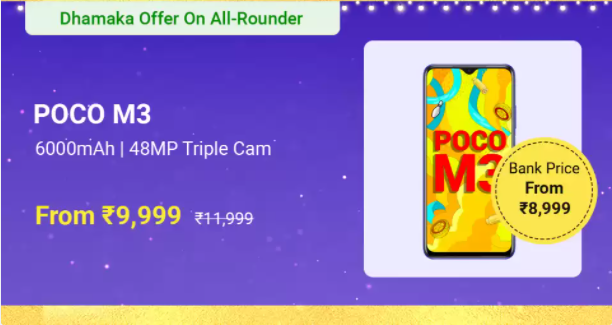 Dhamaka Offer On All-Rounder
POCO M3
6000mAh | 48MP Triple Cam
From ₹9,999 ₹11,999
POCO
M3
Bank Price
From
₹8,999